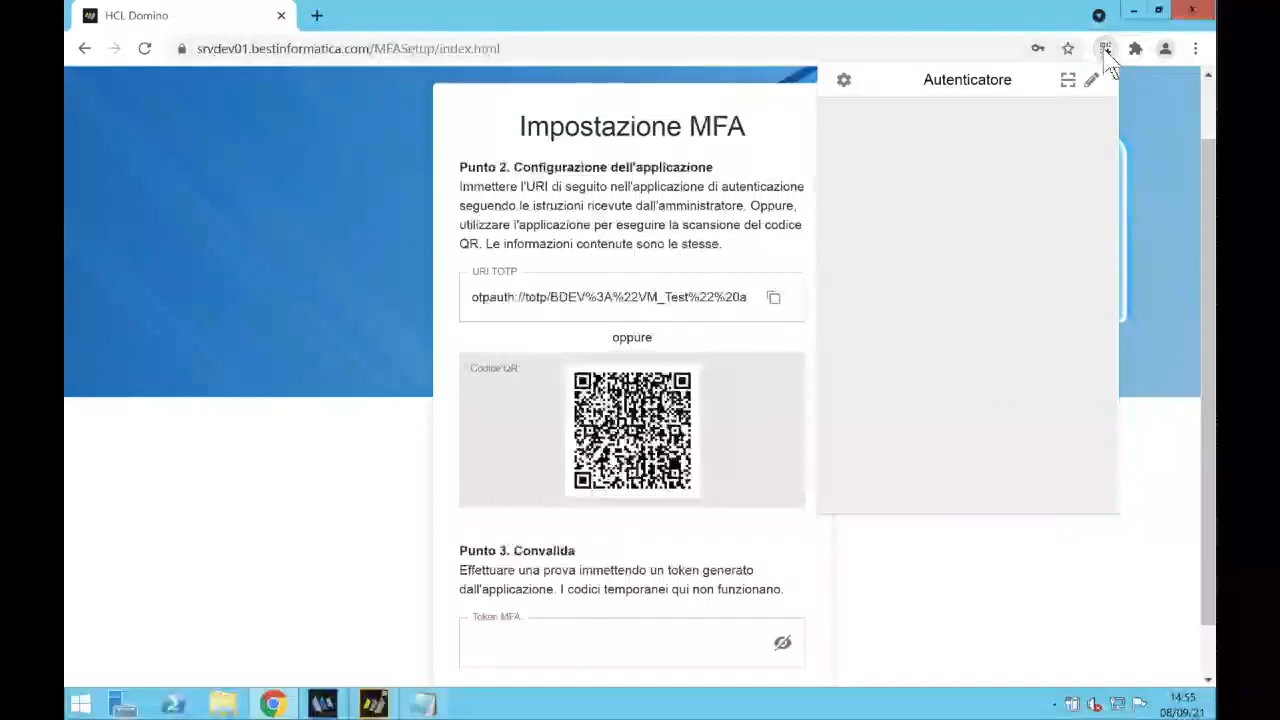 HCL Domino
srvdev01.bestinformatica.com/MFASetup/index.html
Autenticatore
Impostazione MFA
Punto 2. Configurazione dell'applicazione
Immettere l'URI di seguito nell'applicazione di autenticazione
seguendo le istruzioni ricevute dall'amministratore. Oppure,
utilizzare l'applicazione per eseguire la scansione del codice
QR. Le informazioni contenute sono le stesse.
URI TOTP
otpauth://totp/BDEV%3A%22VM_Test%22%20a
oppure
Codice QR:
Punto 3. Convalida
Effettuare una prova immettendo un token generato
dall'applicazione. I codici temporanei qui non funzionano.
Token MFA.
14:55
08/09/21